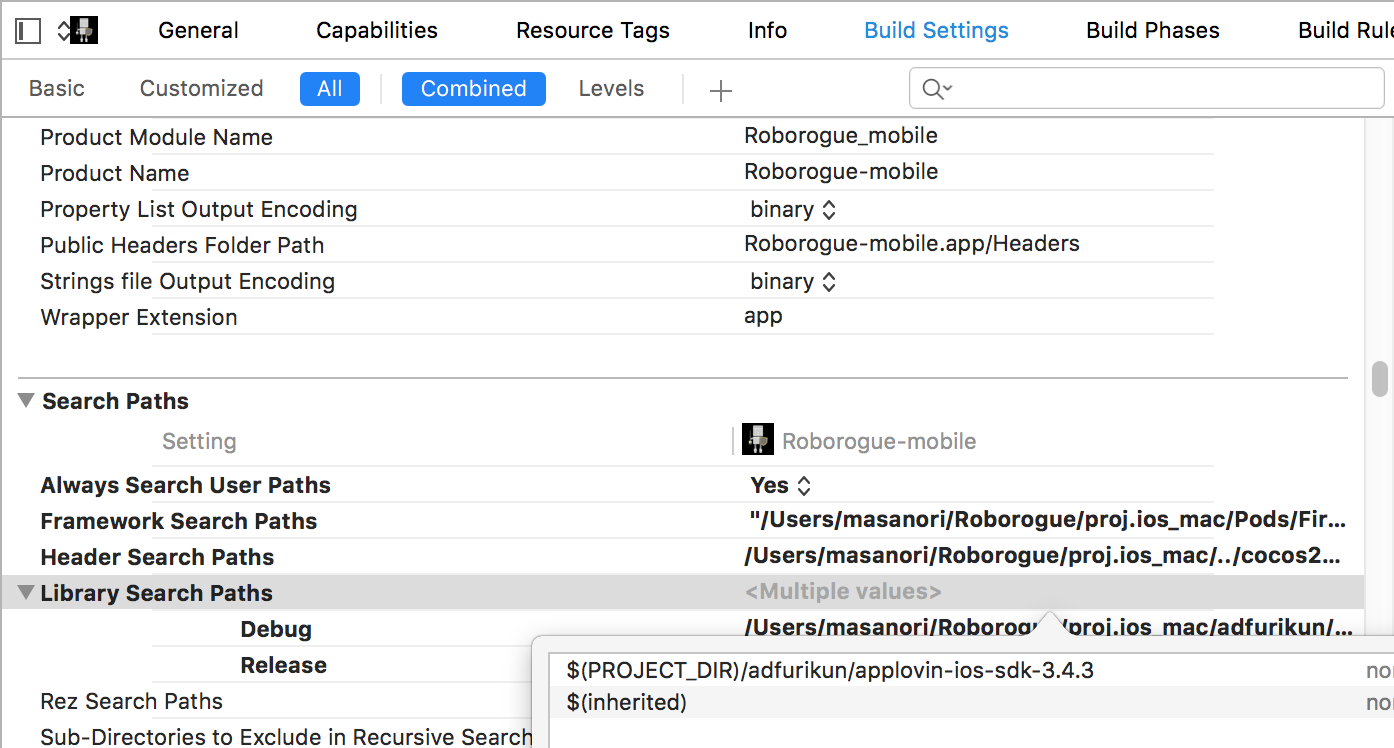 General Capabilities Resource Tags Info Build Settings Build Phases Build Rule
Basic Customized All Combined Levels
Product Module Name Roborogue_mobile
Product Name Roborogue-mobile
Property List Output Encoding binary
Public Headers Folder Path Roborogue-mobile.app/Headers
Strings file Output Encoding binary
Wrapper Extension app
Search Paths
Setting Roborogue-mobile
Always Search User Paths Yes
Framework Search Paths "/Users/masanori/Roborogue/proj.ios_mac/Pods/Fir...
Header Search Paths /Users/masanori/Roborogue/proj.ios_mac/../cocos2...
Library Search Paths <Multiple values>
Debug /Users/masanori/Roborogue/proj.ios_mac/adfurikun/...
Release
$(PROJECT_DIR)/adfurikun/applovin-ios-sdk-3.4.3 nor
Rez Search Paths
$(inherited) nor
Sub-Directories to Exclude in Recursive Search